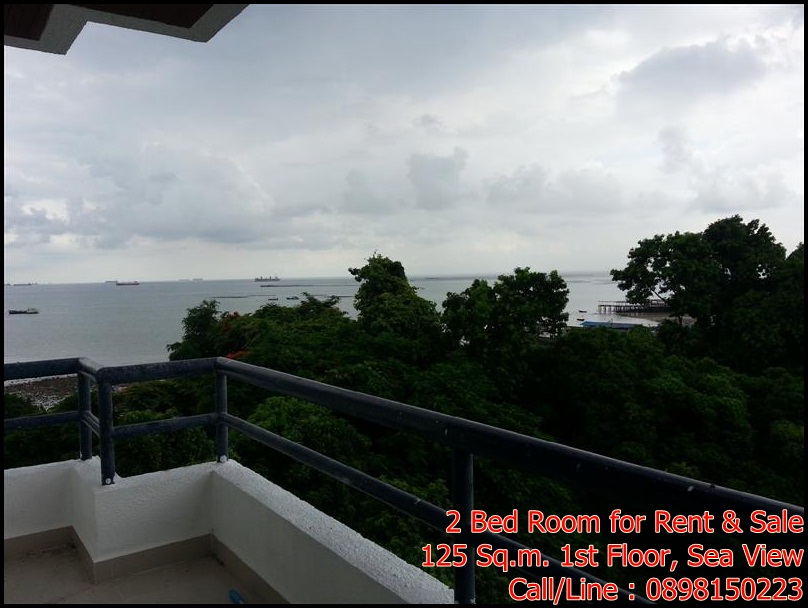 2 Bed Room for Rent & Sale
125 Sq.m. 1st Floor, Sea View
Call/Line : 0898150223